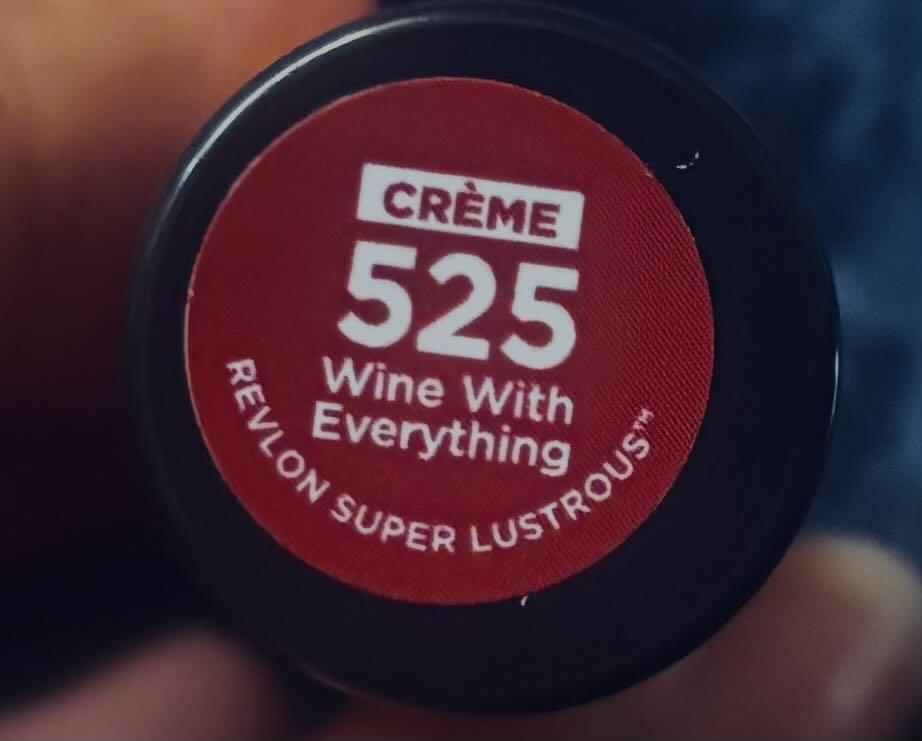 CRÈME
525
Wine With
Everything
REVLON SUPER LUSTROUS™